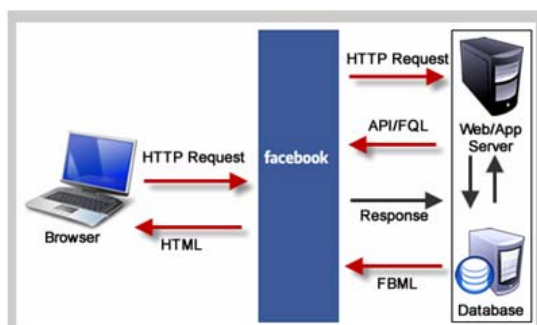 HTTP Request
API/FQL
Web/App
Server
HTTP Request
facebook
Response
Browser
HTML
FBML
Database